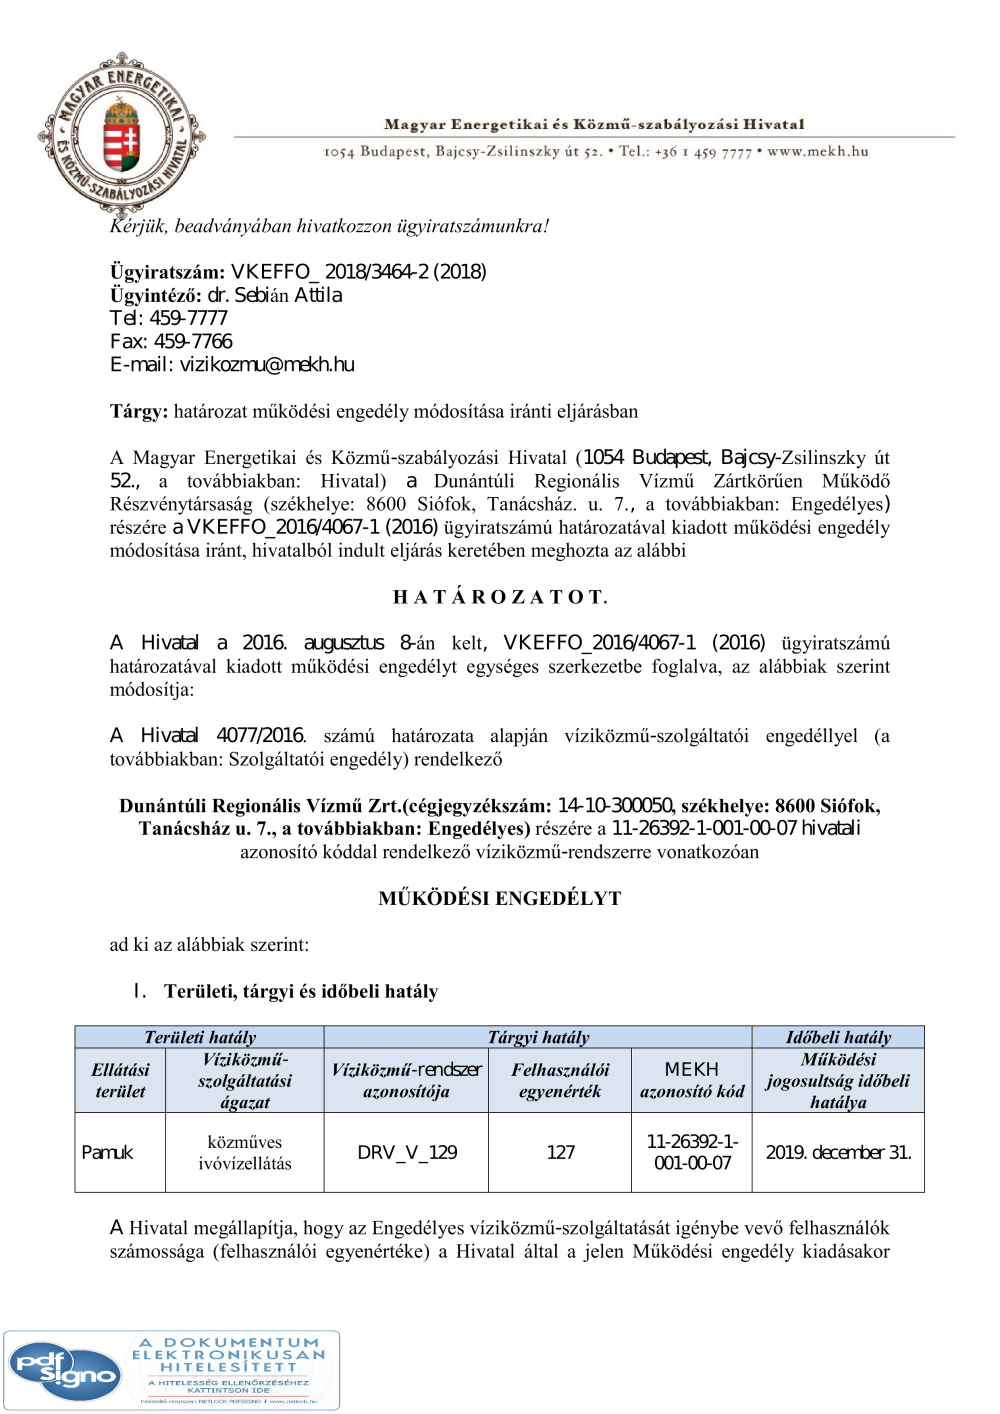 MAGYAR ENERGETIKAI
ÉS KÖZMŰ-SZABÁLYOZÁSI HIVATAL
Magyar Energetikai és Közmű-szabályozási Hivatal
1054 Budapest, Bajcsy-Zsilinszky út 52. • Tel.: +36 1 459 7777 • www.mekh.hu
Kérjük, beadványában hivatkozzon ügyiratszámunkra!
Ügyiratszám: VKEFFO_ 2018/3464-2 (2018)
Ügyintéző: dr. Sebián Attila
Tel: 459-7777
Fax: 459-7766
E-mail: vizikozmu@mekh.hu
Tárgy: határozat működési engedély módosítása iránti eljárásban
A Magyar Energetikai és Közmű-szabályozási Hivatal (1054 Budapest, Bajcsy-Zsilinszky út
52., a továbbiakban: Hivatal) a Dunántúli Regionális Vízmű Zártkörűen Működő
Részvénytársaság (székhelye: 8600 Siófok, Tanácsház. u. 7., a továbbiakban: Engedélyes)
részére a VKEFFO_2016/4067-1 (2016) ügyiratszámú határozatával kiadott működési engedély
módosítása iránt, hivatalból indult eljárás keretében meghozta az alábbi
H A T Á R O Z A T O T.
A Hivatal a 2016. augusztus 8-án kelt, VKEFFO_2016/4067-1 (2016) ügyiratszámú
határozatával kiadott működési engedélyt egységes szerkezetbe foglalva, az alábbiak szerint
módosítja:
A Hivatal 4077/2016. számú határozata alapján víziközmű-szolgáltatói engedéllyel (a
továbbiakban: Szolgáltatói engedély) rendelkező
Dunántúli Regionális Vízmű Zrt.(cégjegyzékszám: 14-10-300050, székhelye: 8600 Siófok,
Tanácsház u. 7., a továbbiakban: Engedélyes) részére a 11-26392-1-001-00-07 hivatali
azonosító kóddal rendelkező víziközmű-rendszerre vonatkozóan
MŰKÖDÉSI ENGEDÉLYT
ad ki az alábbiak szerint:
I. Területi, tárgyi és időbeli hatály
Területi hatály Tárgyi hatály Időbeli hatály
Ellátási terület Víziközmű-szolgáltatási ágazat Víziközmű-rendszer azonosítója Felhasználói egyenérték MEKH azonosító kód Működési jogosultság időbeli hatálya
Pamuk közműves ivóvízellátás DRV_V_129 127 11-26392-1-001-00-07 2019. december 31.
A Hivatal megállapítja, hogy az Engedélyes víziközmű-szolgáltatását igénybe vevő felhasználók
számossága (felhasználói egyenértéke) a Hivatal által a jelen Működési engedély kiadásakor
pdf signo
A DOKUMENTUM
ELEKTRONIKUSAN
HITELESÍTETT
A HITELESSÉG ELLENŐRZÉSÉHEZ
KATTINTSON IDE
Hitelesítő rendszer: NETLOCK PDFSIGNO I www.netlock.hu